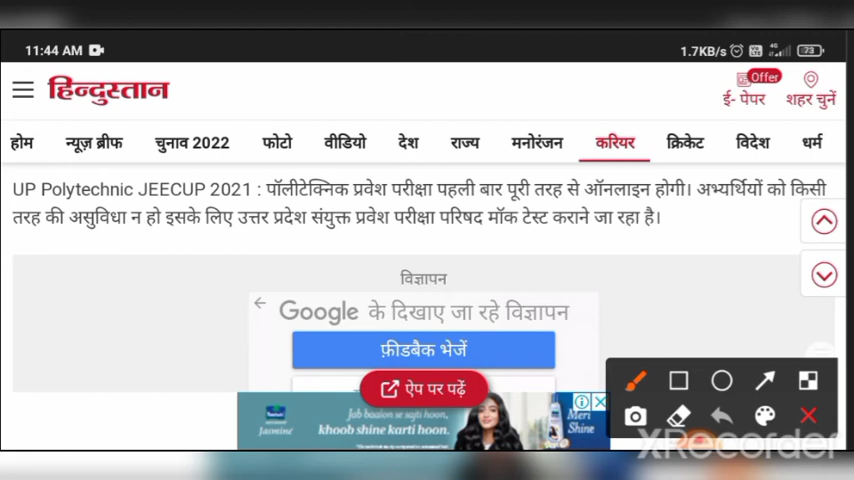 11:44 AM 1.7KB/s 4G 73
हिन्दुस्तान Offer
ई- पेपर शहर चुनें
होम न्यूज़ ब्रीफ चुनाव 2022 फोटो वीडियो देश राज्य मनोरंजन करियर क्रिकेट विदेश धर्म
UP Polytechnic JEECUP 2021 : पॉलीटेक्निक प्रवेश परीक्षा पहली बार पूरी तरह से ऑनलाइन होगी। अभ्यर्थियों को किसी
तरह की असुविधा न हो इसके लिए उत्तर प्रदेश संयुक्त प्रवेश परीक्षा परिषद मॉक टेस्ट कराने जा रहा है।
विज्ञापन
Google के दिखाए जा रहे विज्ञापन
फ़ीडबैक भेजें
ऐप पर पढ़ें
Jab baalon se sajti hoon,
khoob shine karti hoon.
Jasmine
Meri
Shine
XRecorder